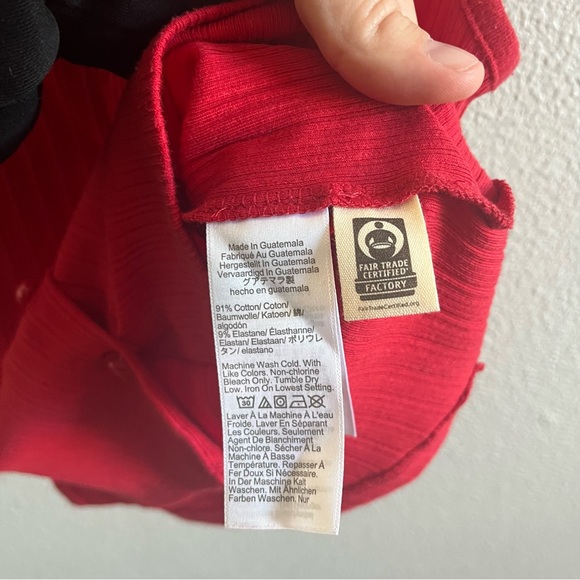 Made In Guatemala
Fabriqué Au Guatemala
Hergestellt In Guatemala
Vervaardigd In Guatemala
グアテマラ製
hecho en guatemala
91% Cotton/ Coton/
Baumwolle/ Katoen/ 綿/
algodón
9% Elastane/ Élasthanne/
Elastan/ Elastaan/ ポリウレ
タン/ elastano
Machine Wash Cold. With
Like Colors. Non-chlorine
Bleach Only. Tumble Dry
Low. Iron On Lowest Setting.
30
Laver À La Machine À L'eau
Froide. Laver En Séparant
Les Couleurs. Seulement
Agent De Blanchiment
Non-chlore. Sécher À La
Machine À Basse
Température. Repasser À
Fer Doux Si Nécessaire.
In Der Maschine Kalt
Waschen. Mit Ähnlichen
Farben Waschen. Nur
FAIR TRADE
CERTIFIED
FACTORY
FairTradeCertified.org